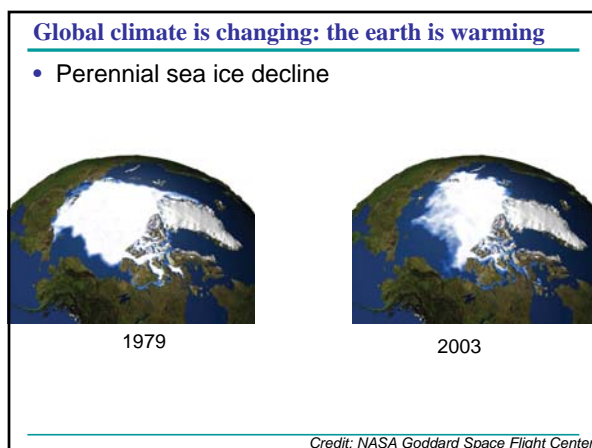 Global climate is changing: the earth is warming
• Perennial sea ice decline
1979
2003
Credit: NASA Goddard Space Flight Center